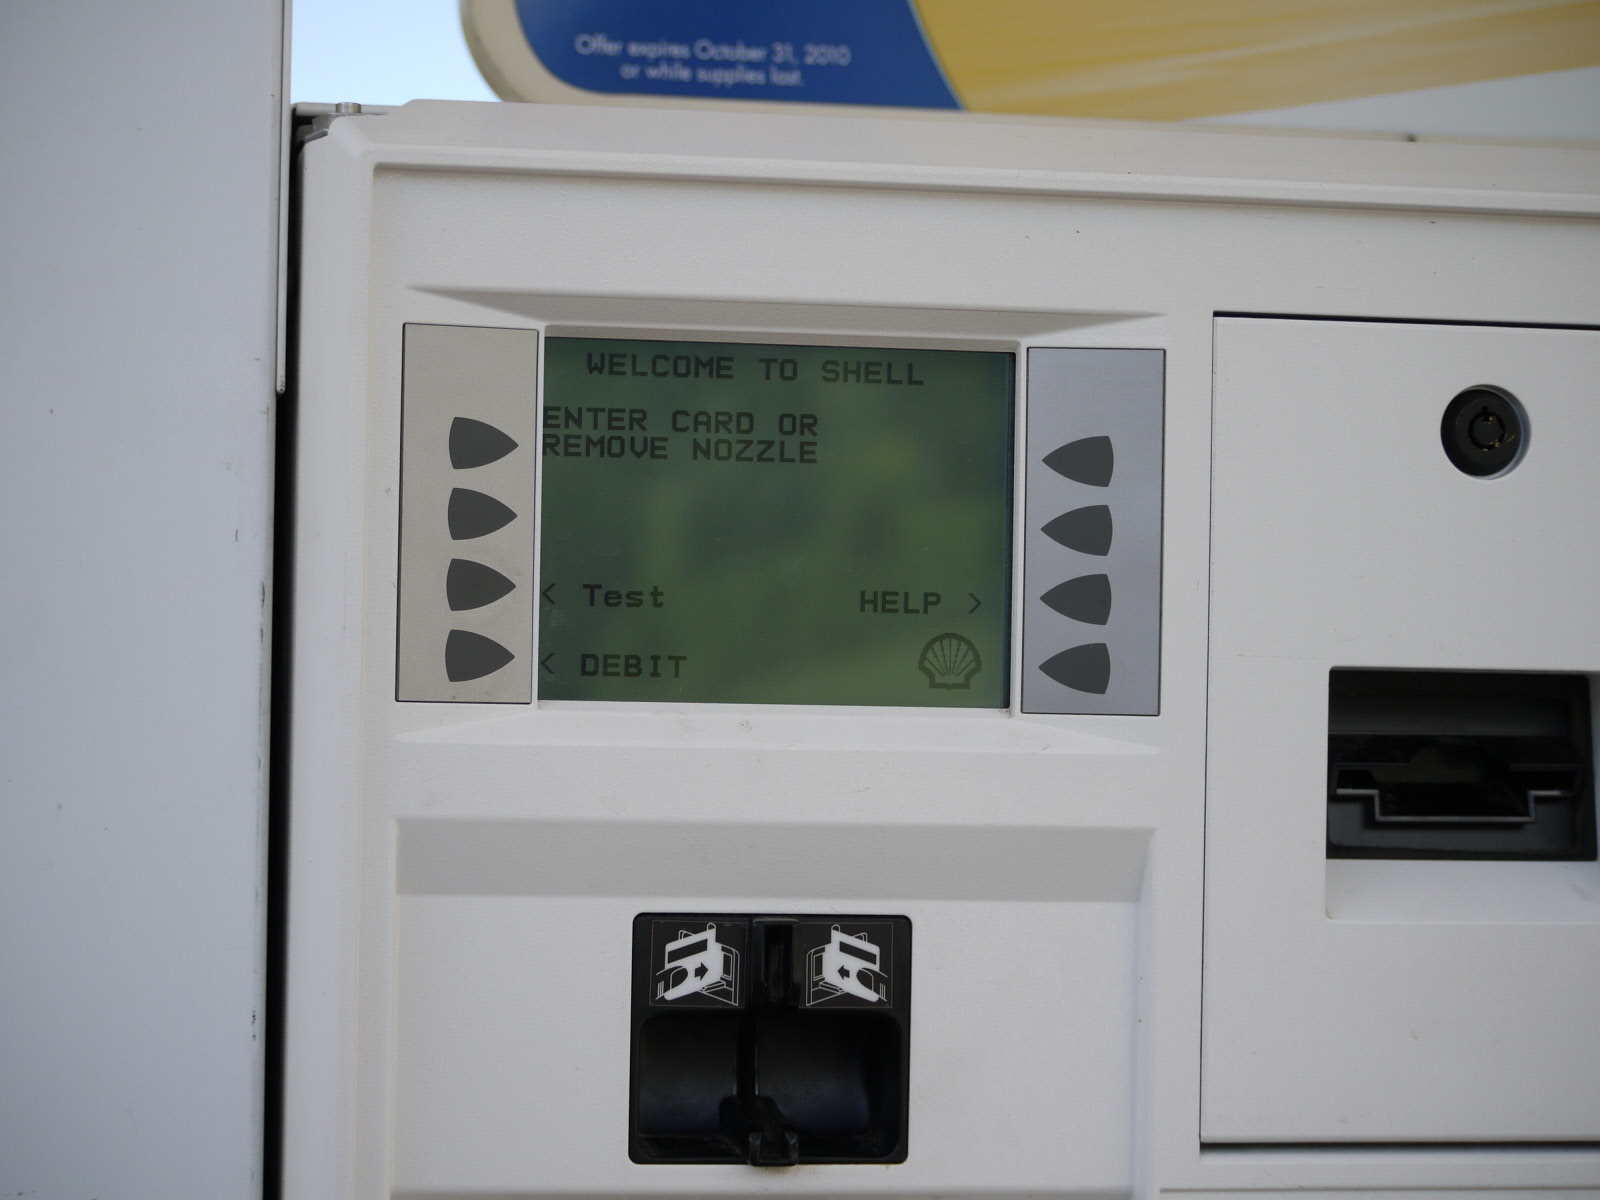 Offer expires October 31, 2010
or while supplies last.
WELCOME TO SHELL
ENTER CARD OR
REMOVE NOZZLE
< Test
HELP >
< DEBIT